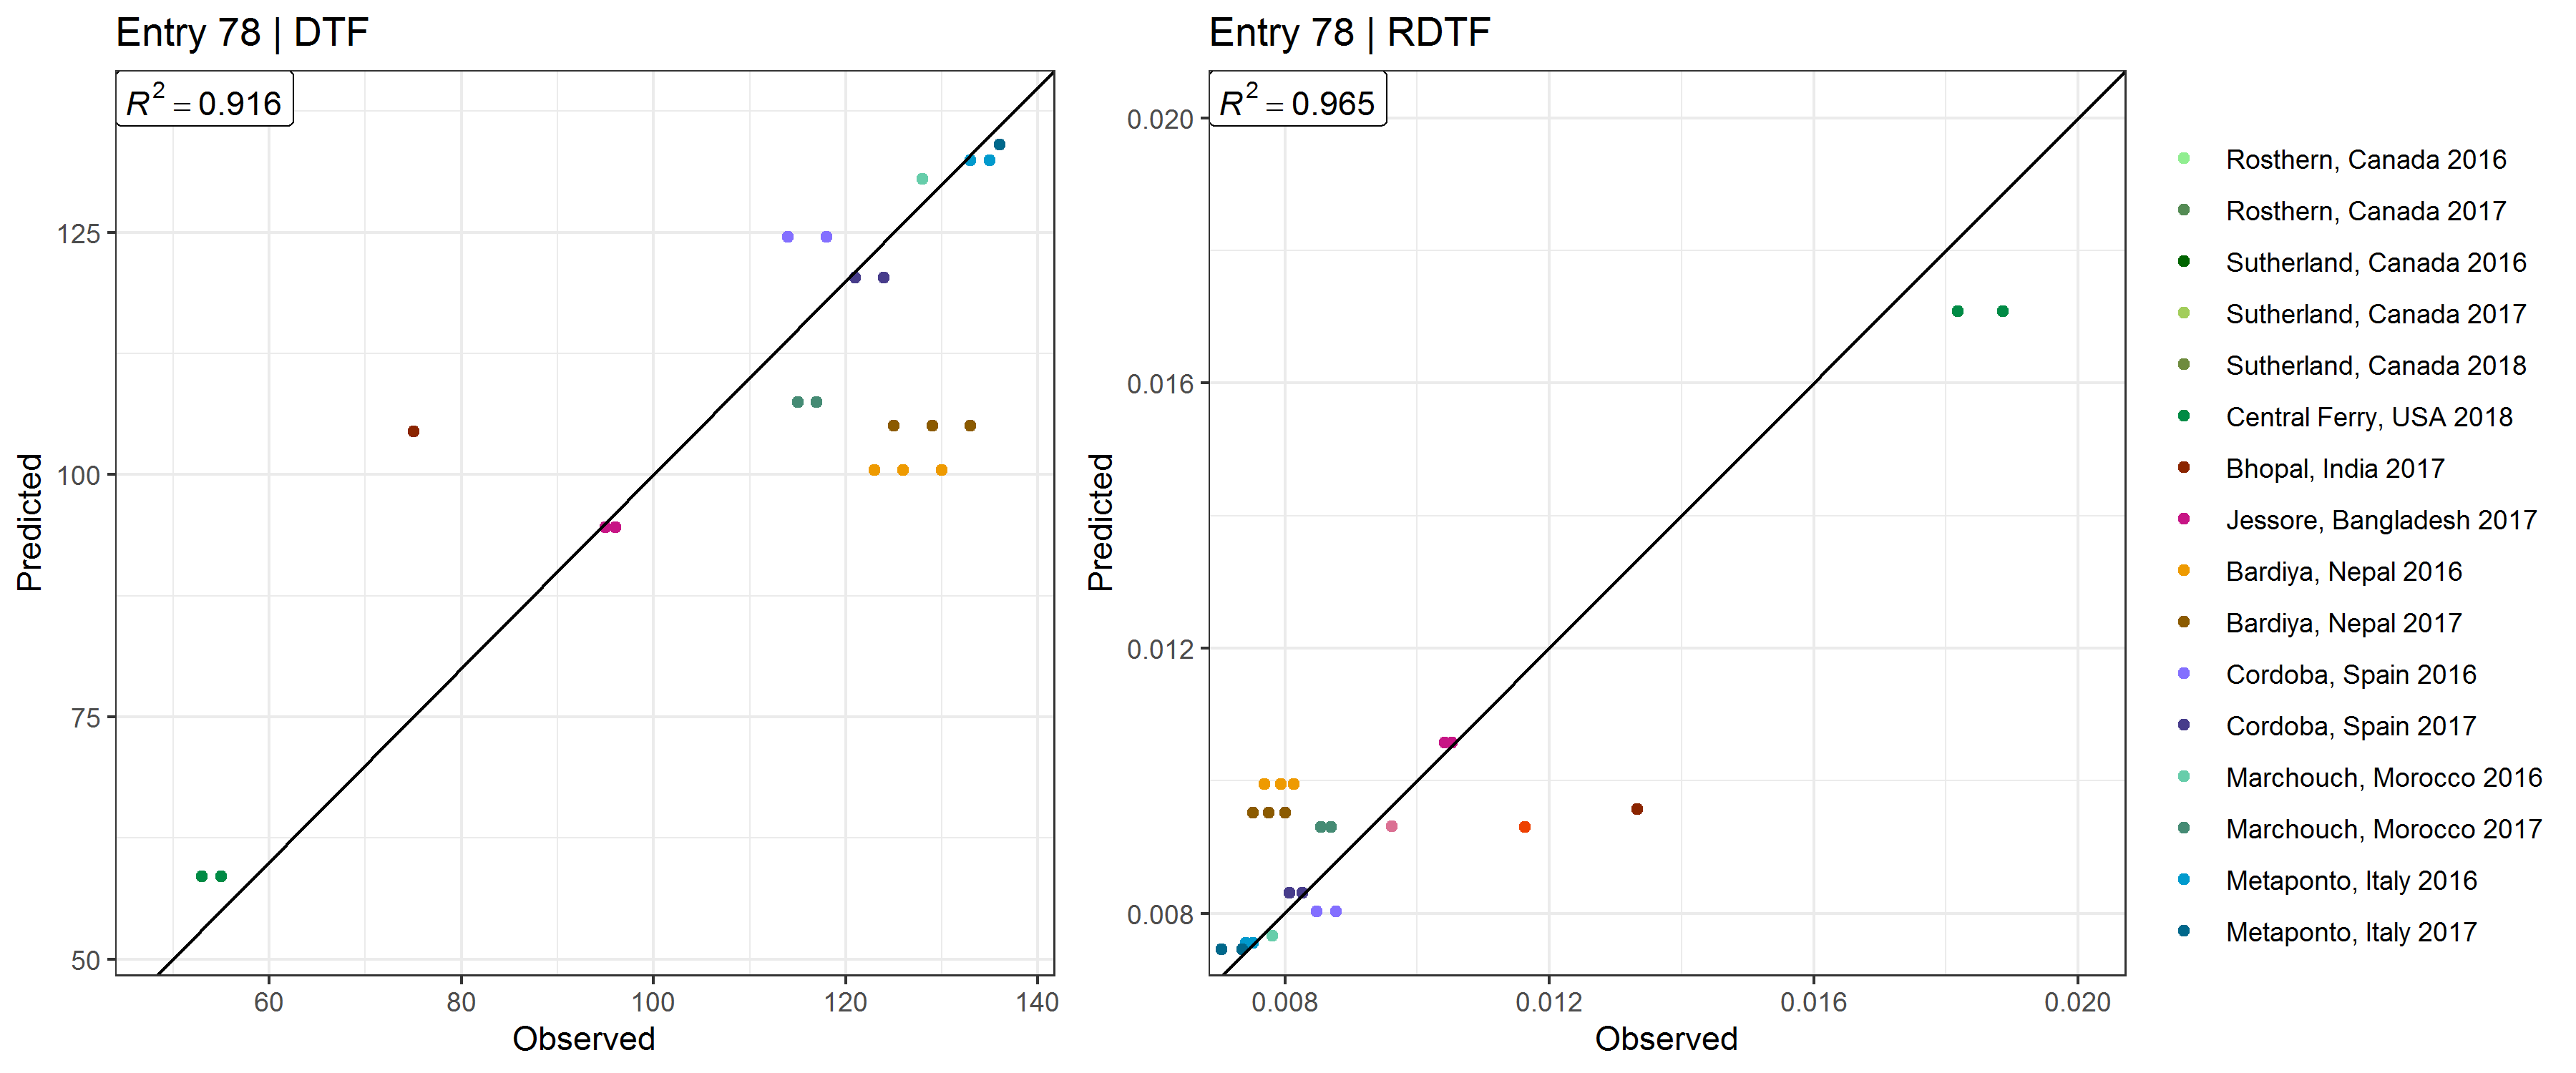 Entry 78 | DTF
R² = 0.916
125
100
75
50
Predicted
60 80 100 120 140
Observed
Entry 78 | RDTF
R² = 0.965
0.020
0.016
0.012
0.008
Predicted
0.008 0.012 0.016 0.020
Observed
Rosthern, Canada 2016
Rosthern, Canada 2017
Sutherland, Canada 2016
Sutherland, Canada 2017
Sutherland, Canada 2018
Central Ferry, USA 2018
Bhopal, India 2017
Jessore, Bangladesh 2017
Bardiya, Nepal 2016
Bardiya, Nepal 2017
Cordoba, Spain 2016
Cordoba, Spain 2017
Marchouch, Morocco 2016
Marchouch, Morocco 2017
Metaponto, Italy 2016
Metaponto, Italy 2017